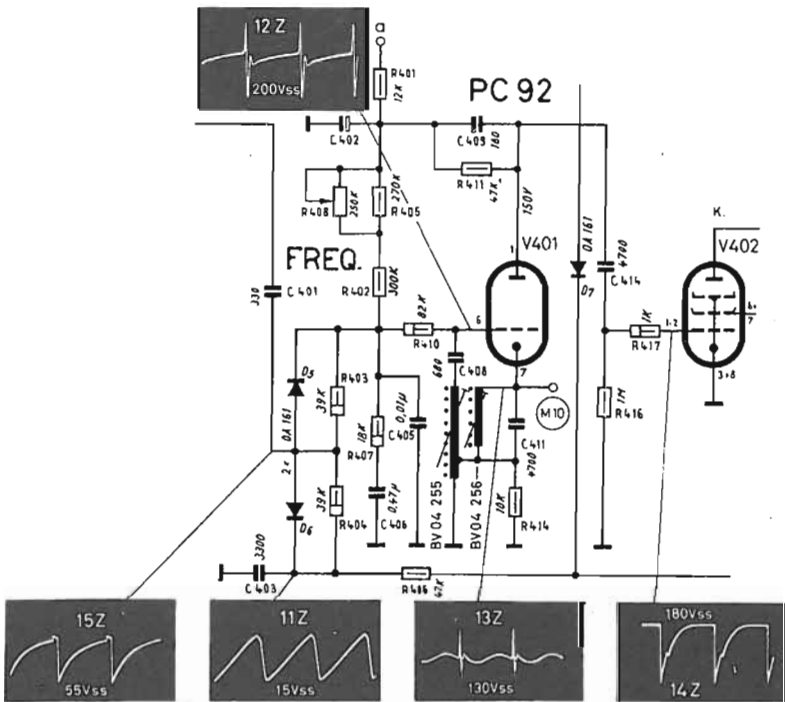 12 Z
200Vss
a
R401
12K
PC 92
C402
C409
160
R411
47K
150V
R408
250K
270K
R405
FREQ.
R402
300K
330
C401
82K
R410
6
1
V401
7
OA 161
D7
4700
C414
K.
V402
4+
7
1K
1-2
R417
3+8
D5
OA 161
R403
39K
680
C408
0,01µ
C405
18K
R407
M10
C411
4700
1M
R416
2×
D6
39K
R404
0,47µ
C406
BV 04 255
BV 04 256
10K
R414
3300
C403
R486
47K
15Z
55Vss
11Z
15Vss
13Z
130Vss
180Vss
14Z